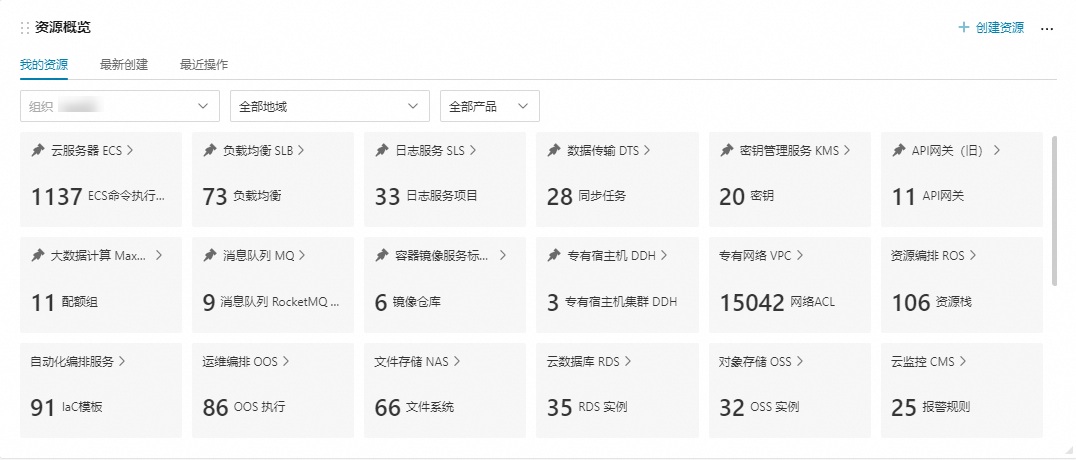 资源概览
创建资源 ...
我的资源 最新创建 最近操作
组织 全部地域 全部产品
云服务器 ECS 负载均衡 SLB 日志服务 SLS 数据传输 DTS 密钥管理服务 KMS API网关（旧）
1137 ECS命令执行... 73 负载均衡 33 日志服务项目 28 同步任务 20 密钥 11 API网关
大数据计算 Max... 消息队列 MQ 容器镜像服务标... 专有宿主机 DDH 专有网络 VPC 资源编排 ROS
11 配额组 9 消息队列 RocketMQ ... 6 镜像仓库 3 专有宿主机集群 DDH 15042 网络ACL 106 资源栈
自动化编排服务 运维编排 OOS 文件存储 NAS 云数据库 RDS 对象存储 OSS 云监控 CMS
91 IaC模板 86 OOS 执行 66 文件系统 35 RDS 实例 32 OSS 实例 25 报警规则